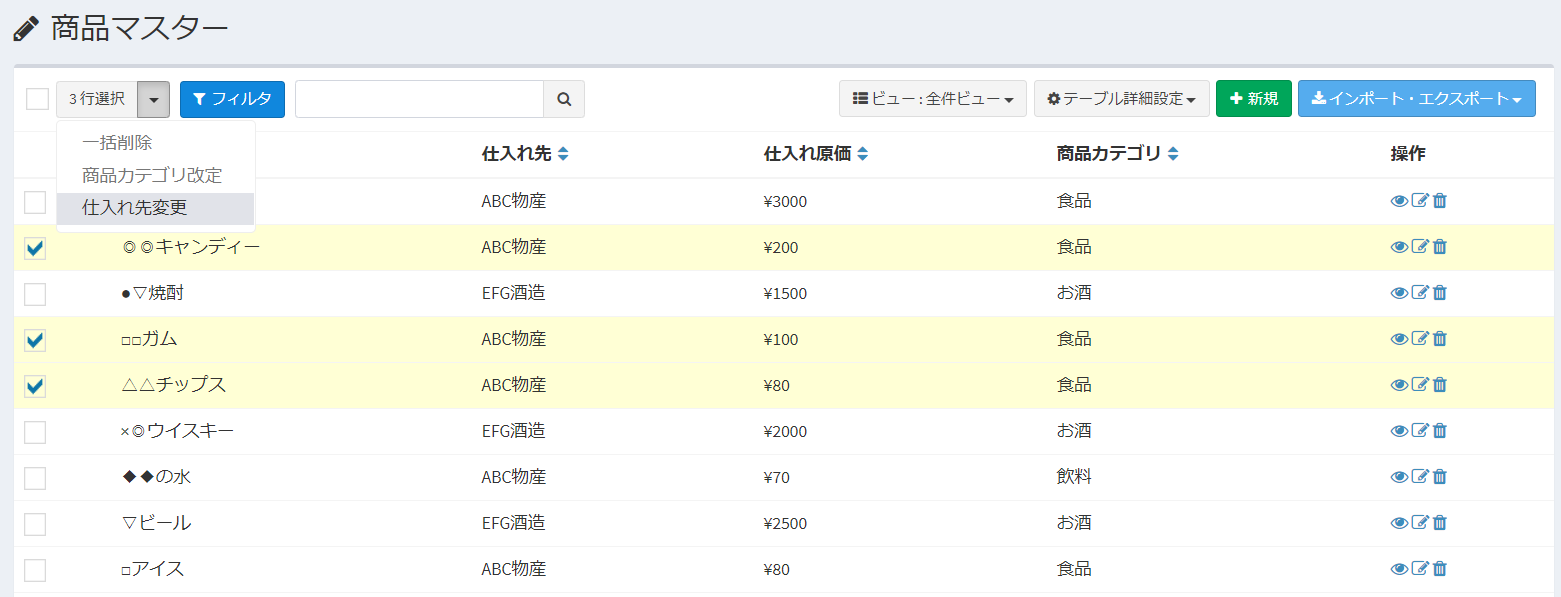 商品マスター
3 行選択 フィルタ ビュー : 全件ビュー テーブル詳細設定 新規 インポート・エクスポート
一括削除
商品カテゴリ改定
仕入れ先変更
仕入れ先 仕入れ原価 商品カテゴリ 操作
ABC物産 ¥3000 食品
◎◎キャンディー ABC物産 ¥200 食品
●▽焼酎 EFG酒造 ¥1500 お酒
□□ガム ABC物産 ¥100 食品
△△チップス ABC物産 ¥80 食品
×◎ウイスキー EFG酒造 ¥2000 お酒
◆◆の水 ABC物産 ¥70 飲料
▽ビール EFG酒造 ¥2500 お酒
□アイス ABC物産 ¥80 食品